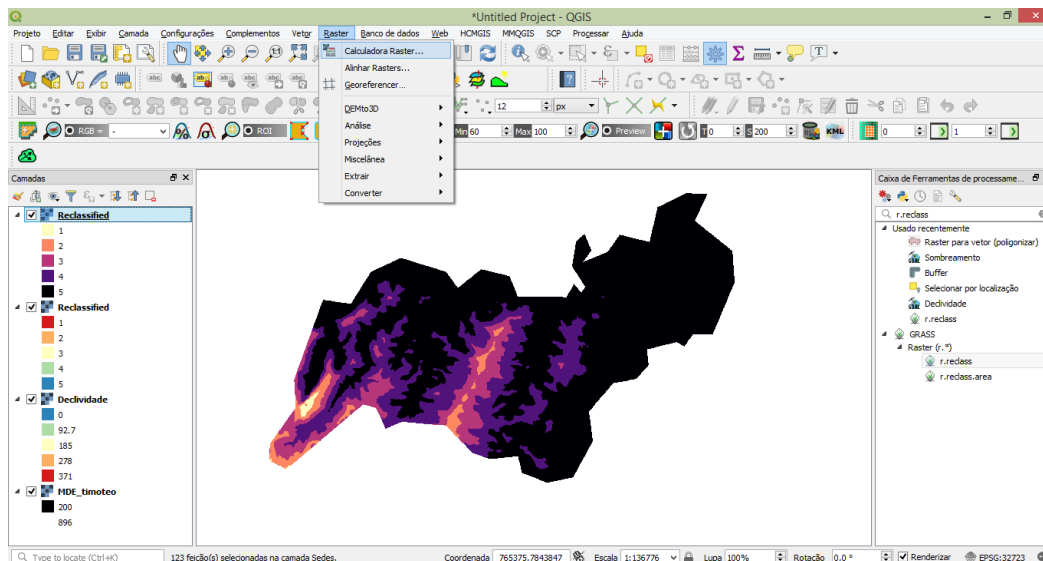 *Untitled Project - QGIS
Projeto Editar Exibir Camada Configurações Complementos Vetor Raster Banco de dados Web HCMGIS MMQGIS SCP Processar Ajuda
Calculadora Raster...
Alinhar Rasters...
Georeferencer...
DEMto3D
Análise
Projeções
Miscelânea
Extrair
Converter
abc abc abc abc abc
12 px
RGB = - ROI Min 60 Max 100 Preview T 0 S 200 KML 0 1
Camadas
Reclassified
1
2
3
4
5
Reclassified
1
2
3
4
5
Declividade
0
92.7
185
278
371
MDE_timoteo
200
896
Caixa de Ferramentas de processame...
r.reclass
Usado recentemente
Raster para vetor (poligonizar)
Sombreamento
Buffer
Selecionar por localização
Declividade
r.reclass
GRASS
Raster (r.*)
r.reclass
r.reclass.area
Type to locate (Ctrl+K) 123 feição(s) selecionadas na camada Sedes. Coordenada 765375.7843847 Escala 1:136776 Lupa 100% Rotação 0,0 ° Renderizar EPSG:32723